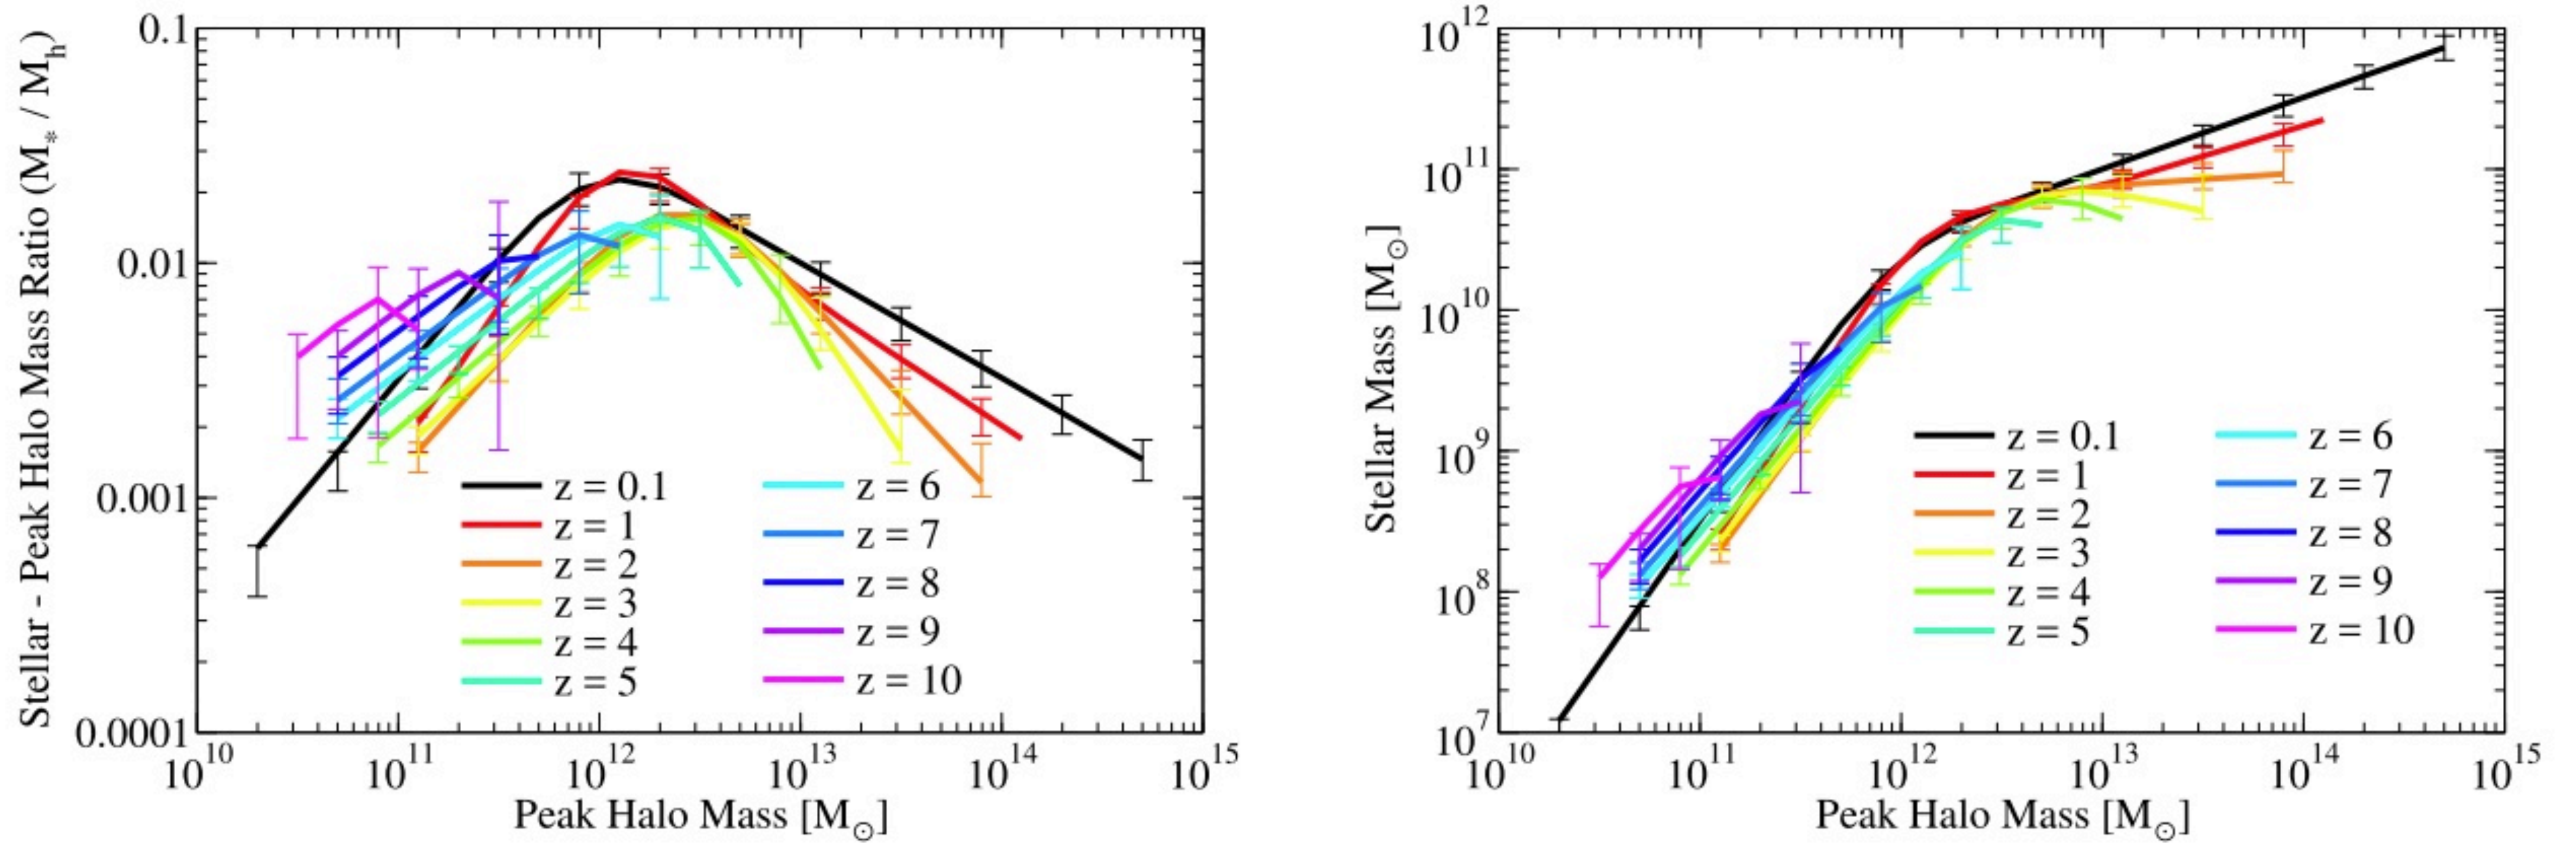 Stellar - Peak Halo Mass Ratio (M* / Mh)
0.1
0.01
0.001
0.0001
z = 0.1
z = 1
z = 2
z = 3
z = 4
z = 5
z = 6
z = 7
z = 8
z = 9
z = 10
10^10
10^11
10^12
10^13
10^14
10^15
Peak Halo Mass [M⊙]
Stellar Mass [M⊙]
10^12
10^11
10^10
10^9
10^8
10^7
z = 0.1
z = 1
z = 2
z = 3
z = 4
z = 5
z = 6
z = 7
z = 8
z = 9
z = 10
10^10
10^11
10^12
10^13
10^14
10^15
Peak Halo Mass [M⊙]